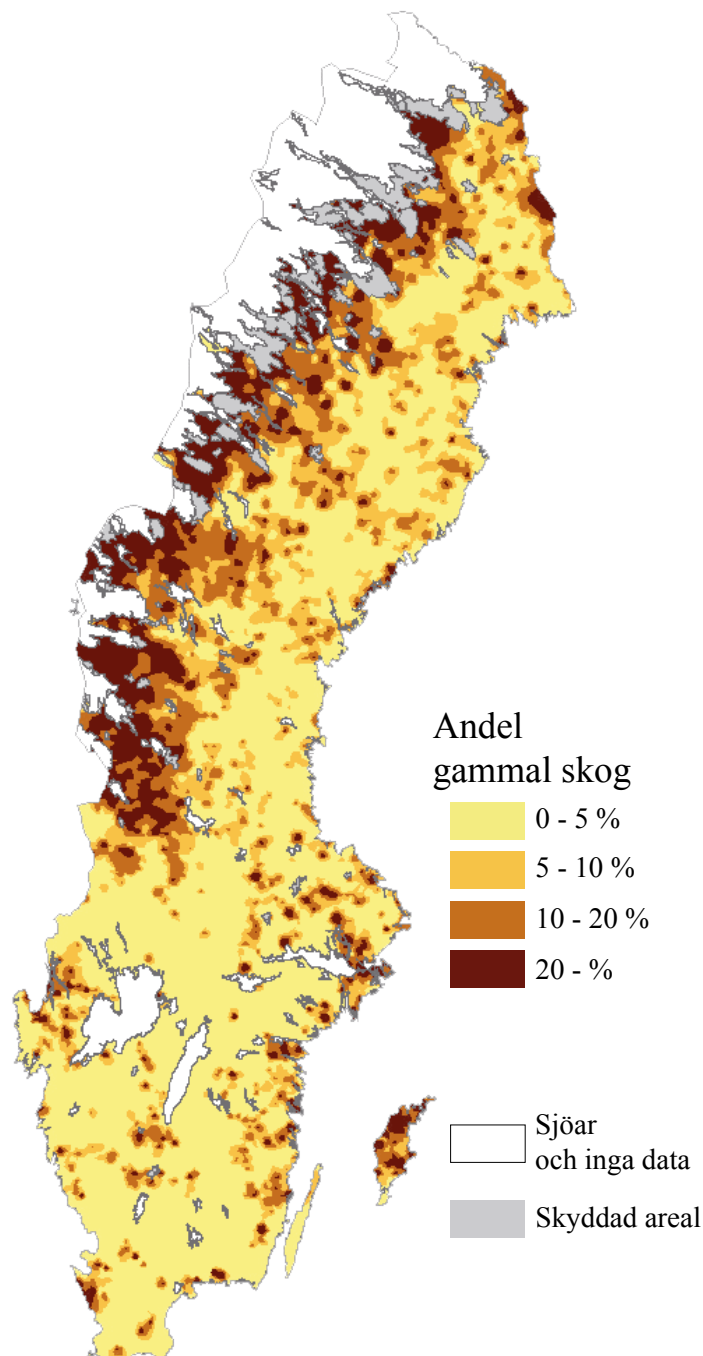 Andel
gammal skog
0 - 5 %
5 - 10 %
10 - 20 %
20 - %
Sjöar
och inga data
Skyddad areal